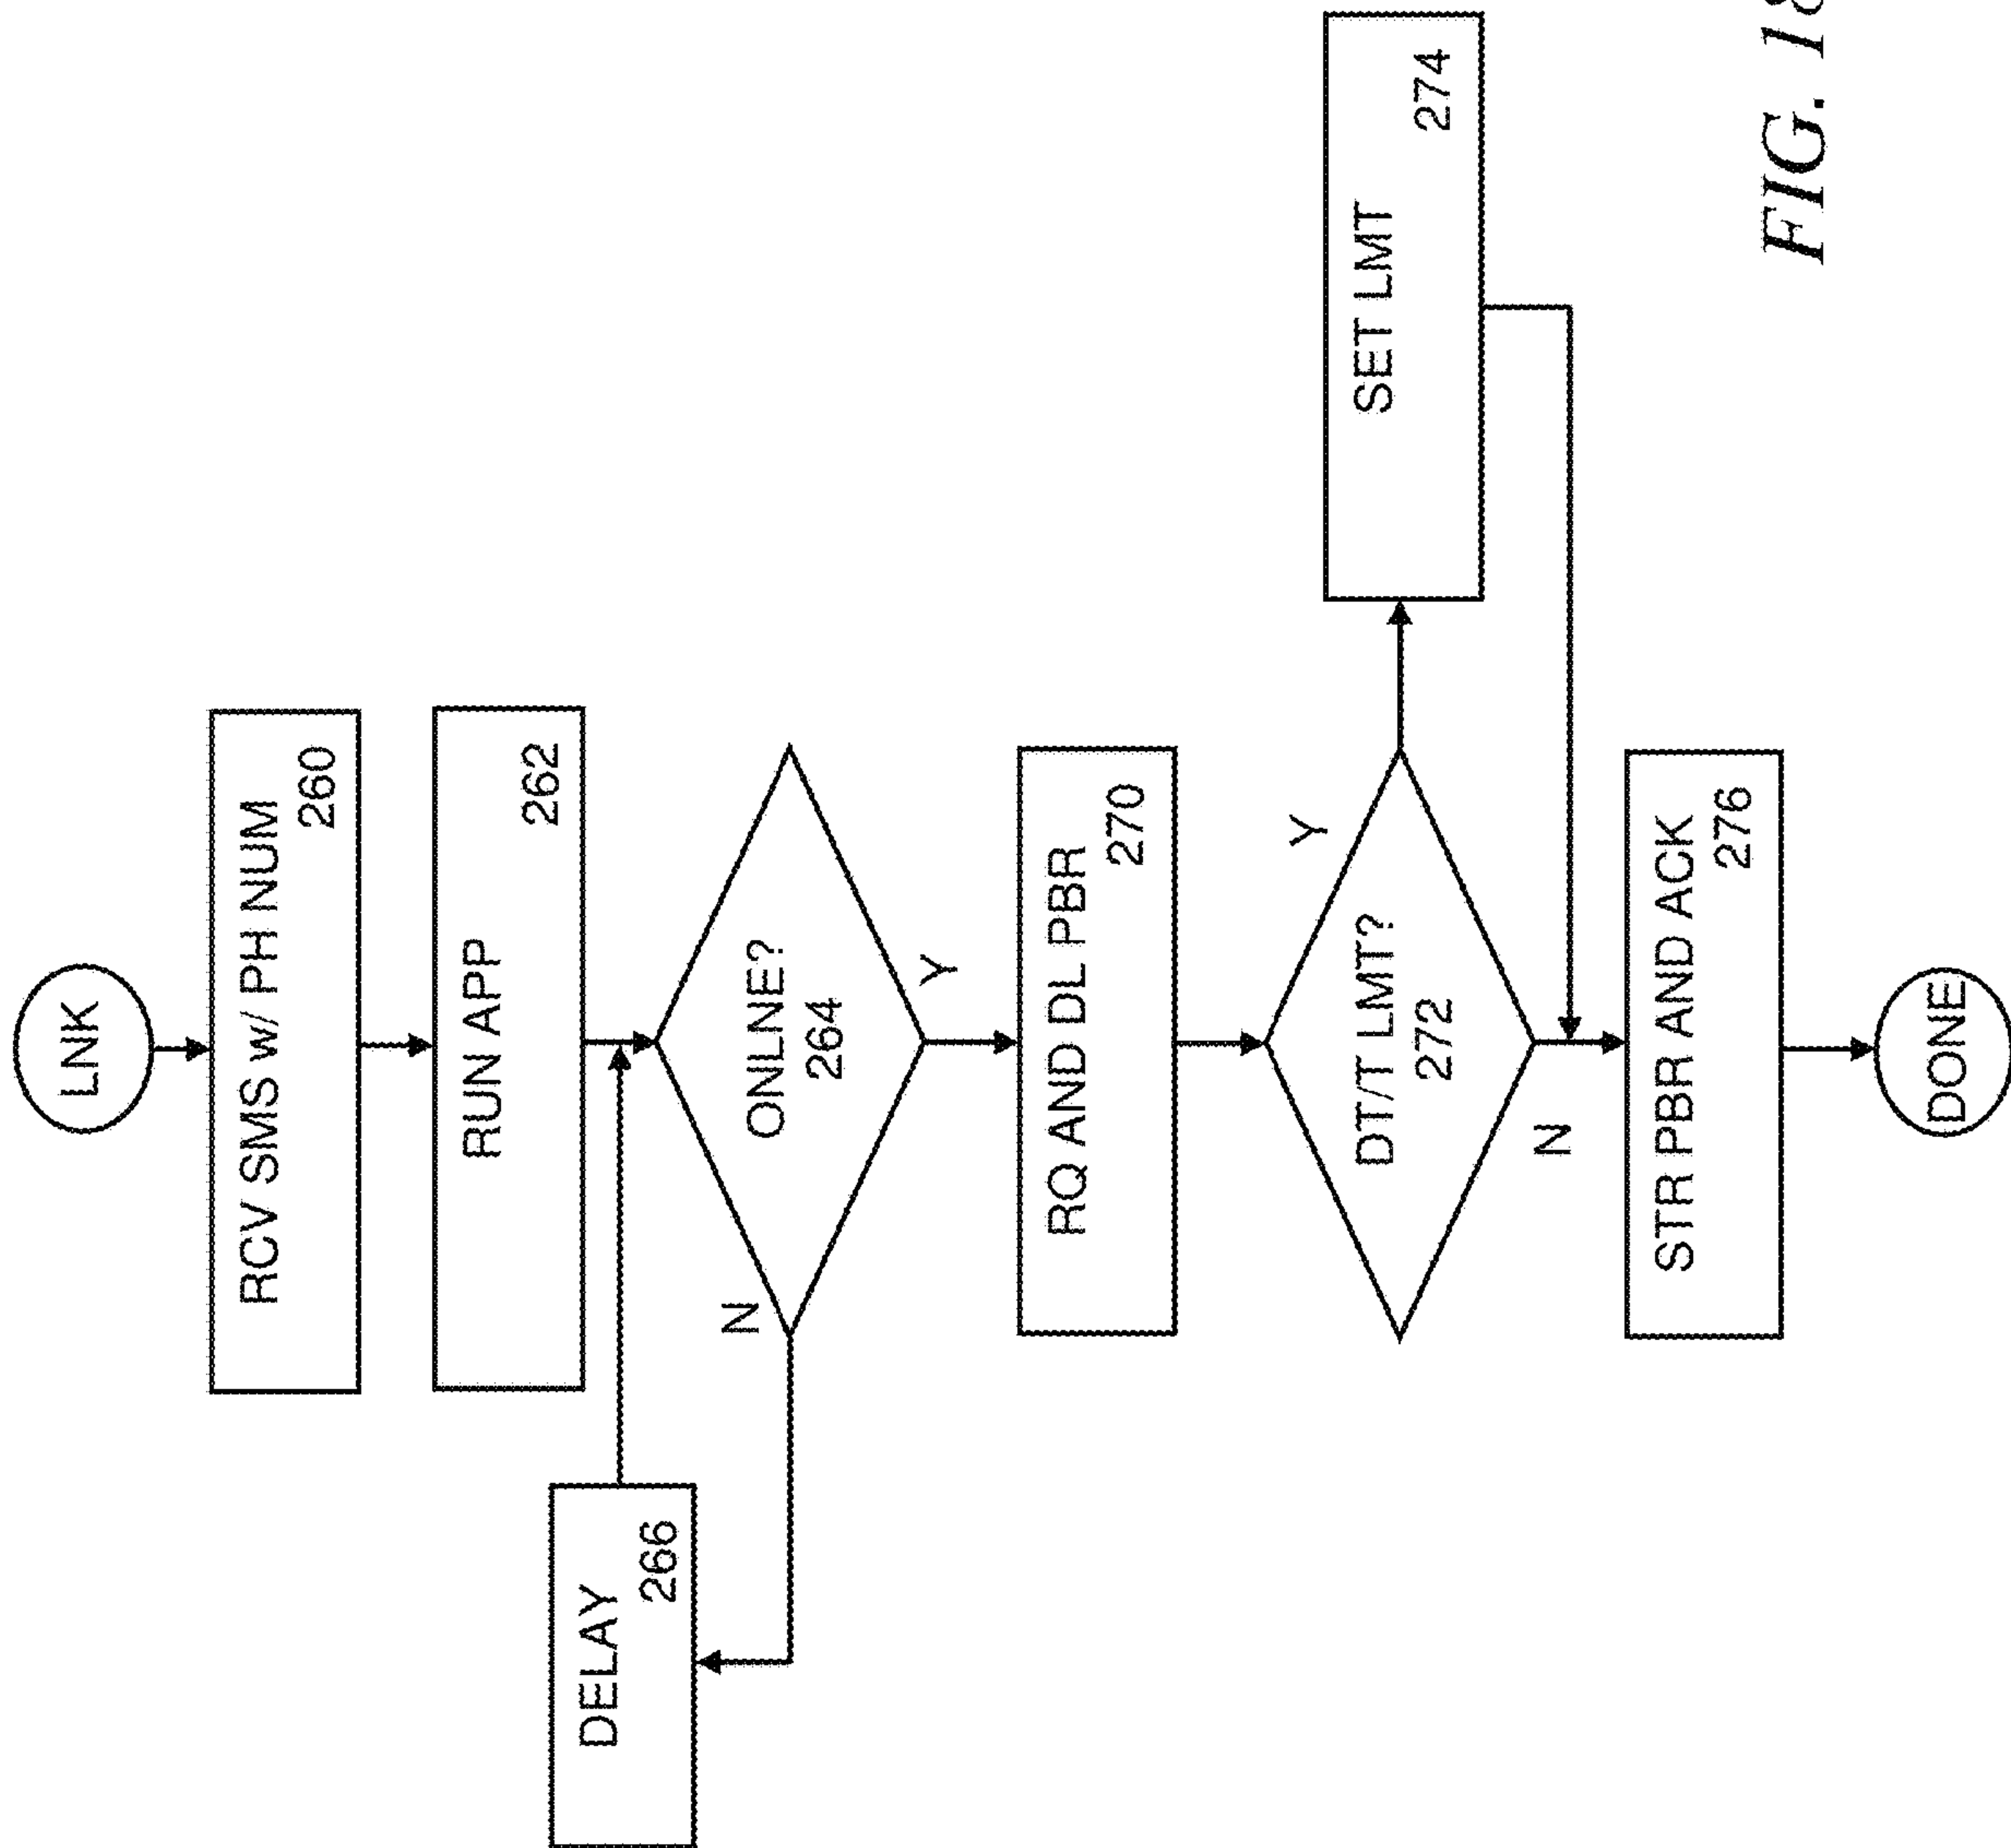 LNK
RCV SMS w/ PH NUM
260
RUN APP
262
DELAY
266
ONLNE?
264
N
Y
RQ AND DL PBR
270
DT/T LMT?
272
Y
N
SET LMT
274
STR PBR AND ACK
276
DONE
FIG. 18